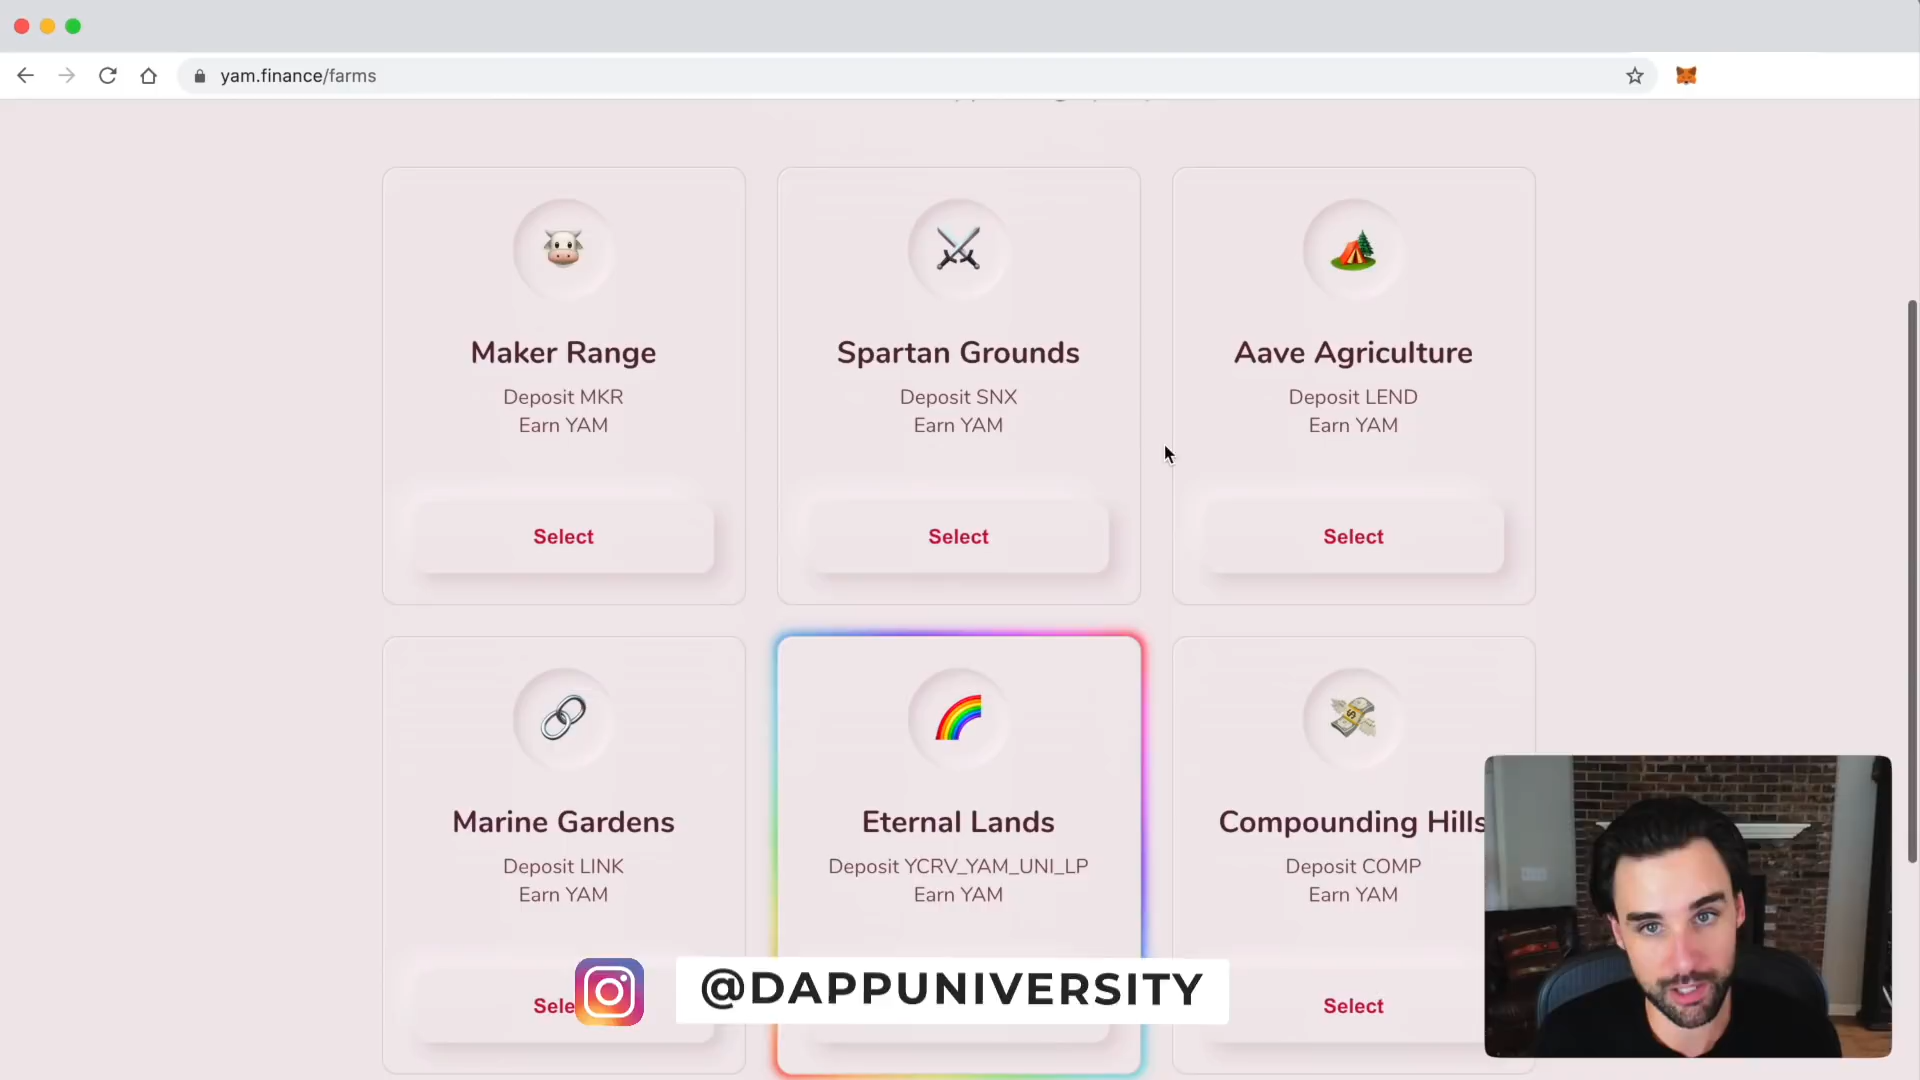 yam.finance/farms
Maker Range
Deposit MKR
Earn YAM
Select
Spartan Grounds
Deposit SNX
Earn YAM
Select
Aave Agriculture
Deposit LEND
Earn YAM
Select
Marine Gardens
Deposit LINK
Earn YAM
Eternal Lands
Deposit YCRV_YAM_UNI_LP
Earn YAM
Compounding Hills
Deposit COMP
Earn YAM
Select
@DAPPUNIVERSITY